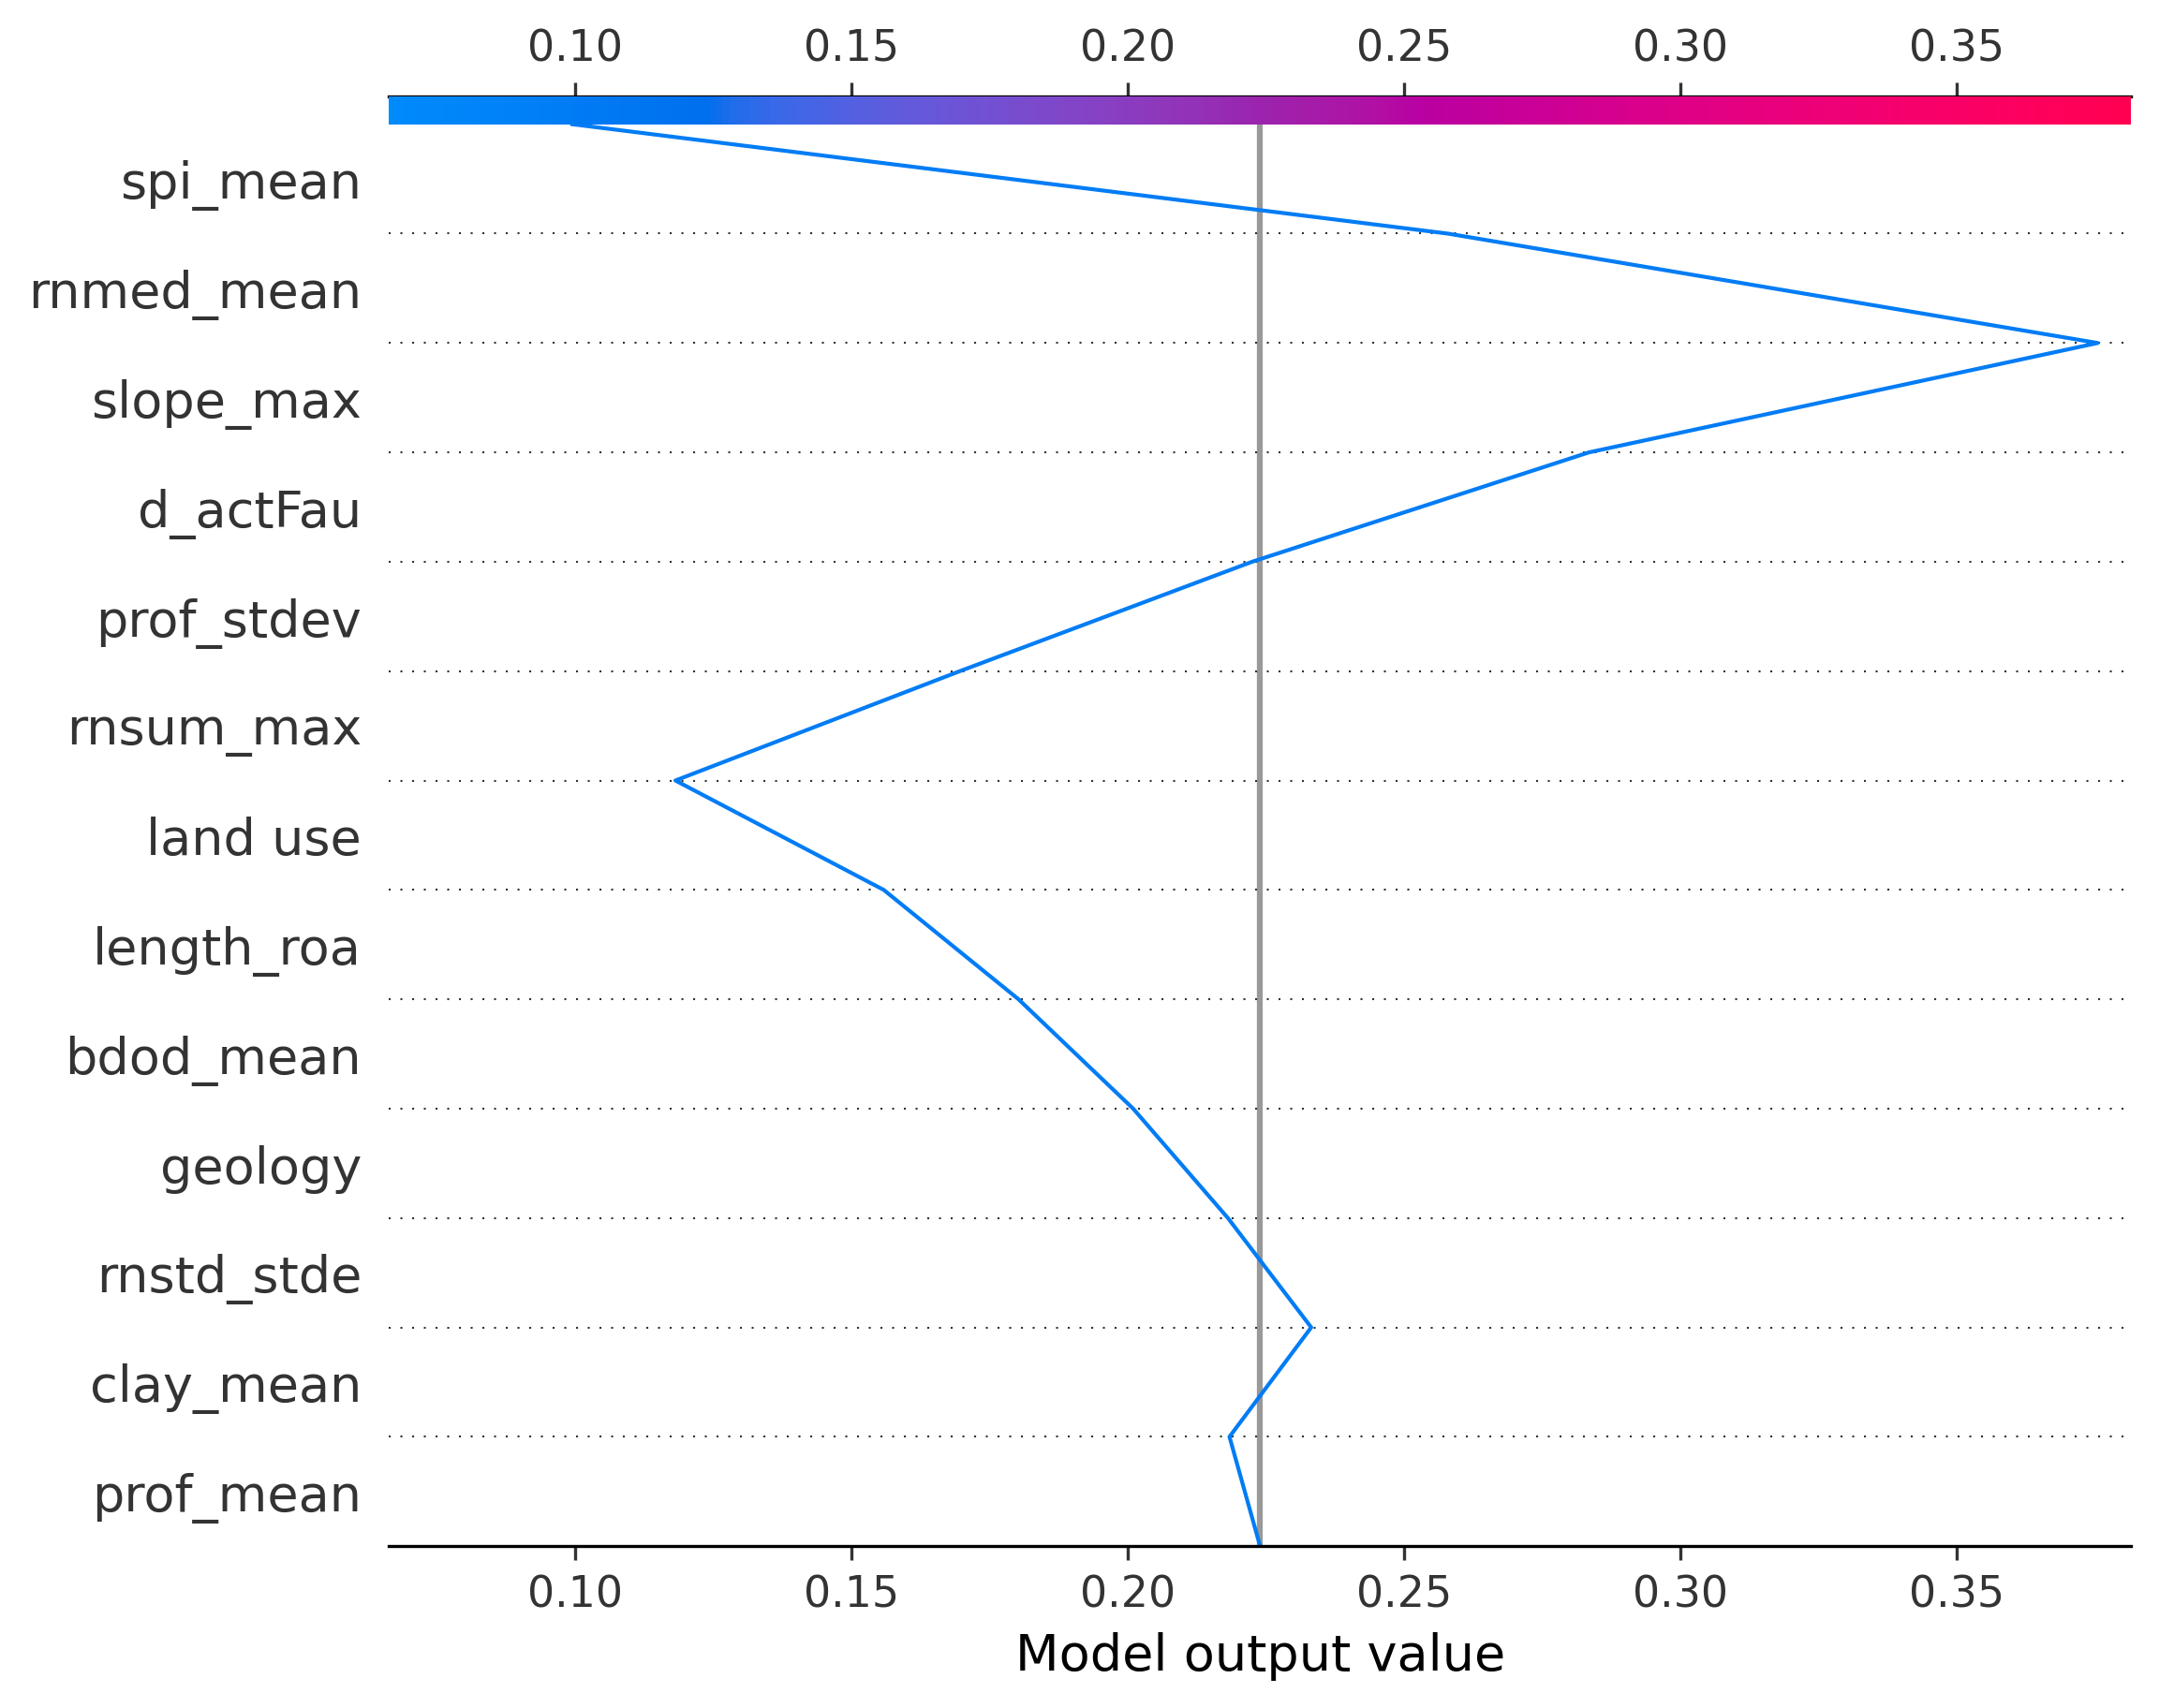 0.10 0.15 0.20 0.25 0.30 0.35
spi_mean
rnmed_mean
slope_max
d_actFau
prof_stdev
rnsum_max
land use
length_roa
bdod_mean
geology
rnstd_stde
clay_mean
prof_mean
0.10 0.15 0.20 0.25 0.30 0.35
Model output value